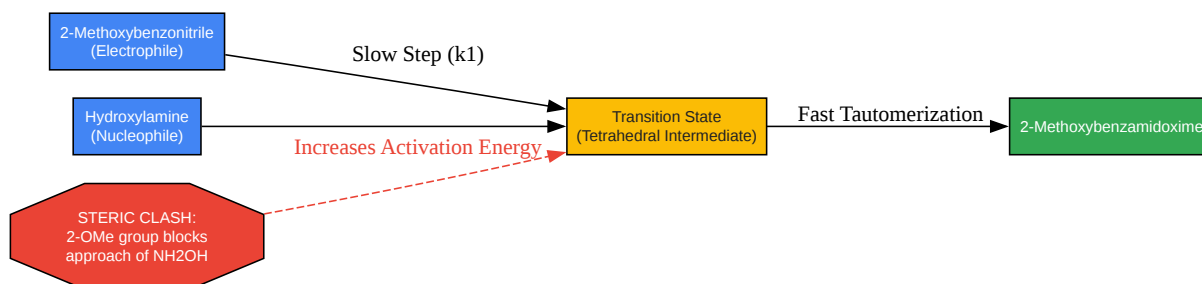 2-Methoxybenzonitrile
(Electrophile)
Slow Step (k1)
Hydroxylamine
(Nucleophile)
Transition State
(Tetrahedral Intermediate)
Fast Tautomerization
2-Methoxybenzamidoxime
Increases Activation Energy
STERIC CLASH:
2-OMe group blocks
approach of NH2OH